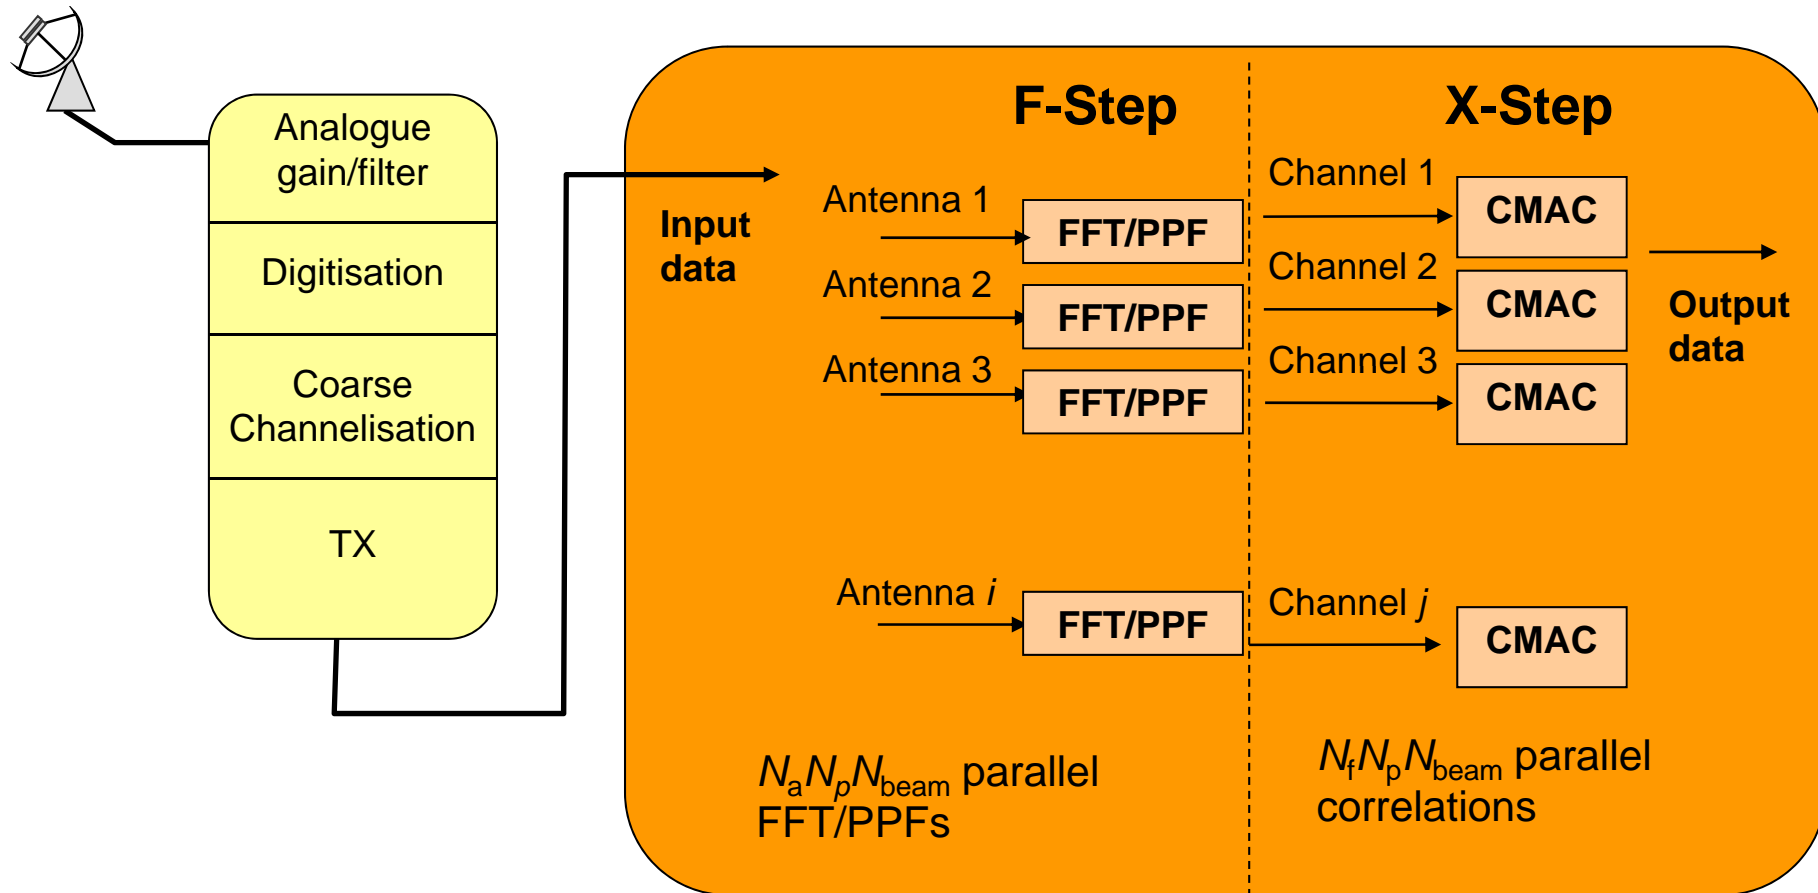 Analogue
gain/filter
Digitisation
Coarse
Channelisation
TX
F-Step
X-Step
Input
data
Antenna 1
FFT/PPF
Antenna 2
FFT/PPF
Antenna 3
FFT/PPF
Antenna i
FFT/PPF
NaNpNbeam parallel
FFT/PPFs
Channel 1
CMAC
Channel 2
CMAC
Channel 3
CMAC
Channel j
CMAC
Output
data
NfNpNbeam parallel
correlations